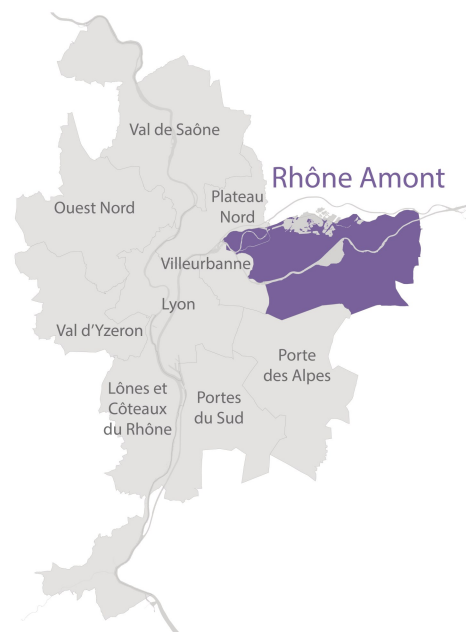 Val de Saône
Rhône Amont
Plateau
Nord
Ouest Nord
Villeurbanne
Lyon
Val d'Yzeron
Porte
des Alpes
Lônes et
Côteaux
du Rhône
Portes
du Sud